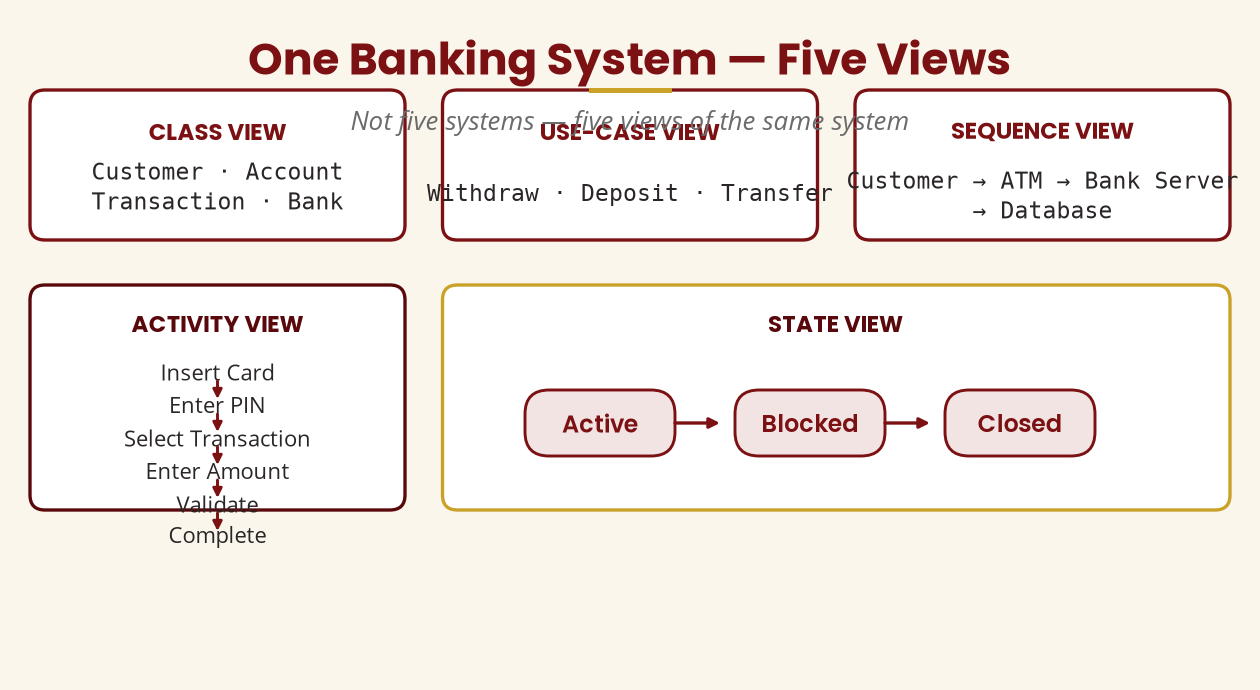 One Banking System — Five Views
Not five systems — five views of the same system
CLASS VIEW
Customer · Account
Transaction · Bank
USE-CASE VIEW
Withdraw · Deposit · Transfer
SEQUENCE VIEW
Customer → ATM → Bank Server
→ Database
ACTIVITY VIEW
Insert Card
Enter PIN
Select Transaction
Enter Amount
Validate
Complete
STATE VIEW
Active
Blocked
Closed